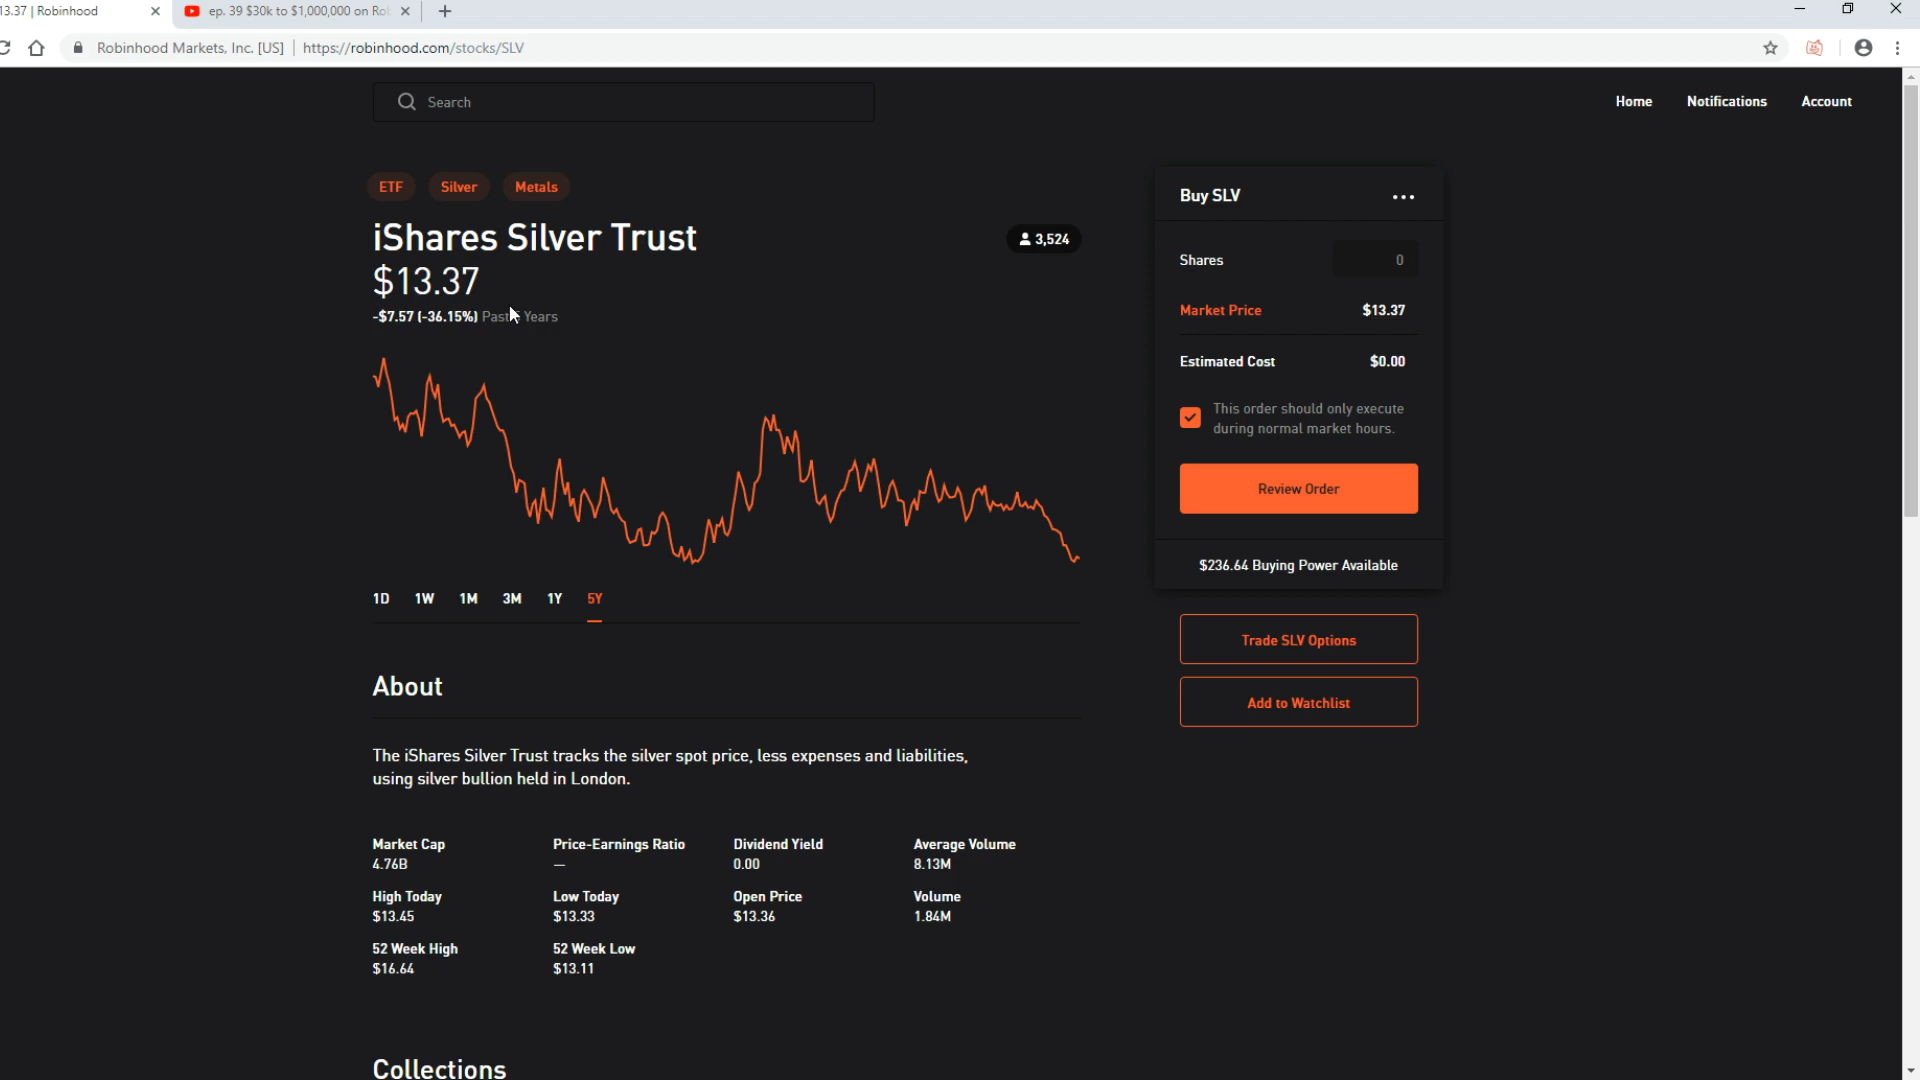 13.37 | Robinhood
ep. 39 $30k to $1,000,000 on Ro
Robinhood Markets, Inc. [US] | https://robinhood.com/stocks/SLV
Search
Home Notifications Account
ETF Silver Metals
iShares Silver Trust
3,524
$13.37
-$7.57 (-36.15%) Past Years
1D 1W 1M 3M 1Y 5Y
Buy SLV
Shares 0
Market Price $13.37
Estimated Cost $0.00
This order should only execute
during normal market hours.
Review Order
$236.64 Buying Power Available
Trade SLV Options
Add to Watchlist
About
The iShares Silver Trust tracks the silver spot price, less expenses and liabilities,
using silver bullion held in London.
Market Cap Price-Earnings Ratio Dividend Yield Average Volume
4.76B — 0.00 8.13M
High Today Low Today Open Price Volume
$13.45 $13.33 $13.36 1.84M
52 Week High 52 Week Low
$16.64 $13.11
Collections